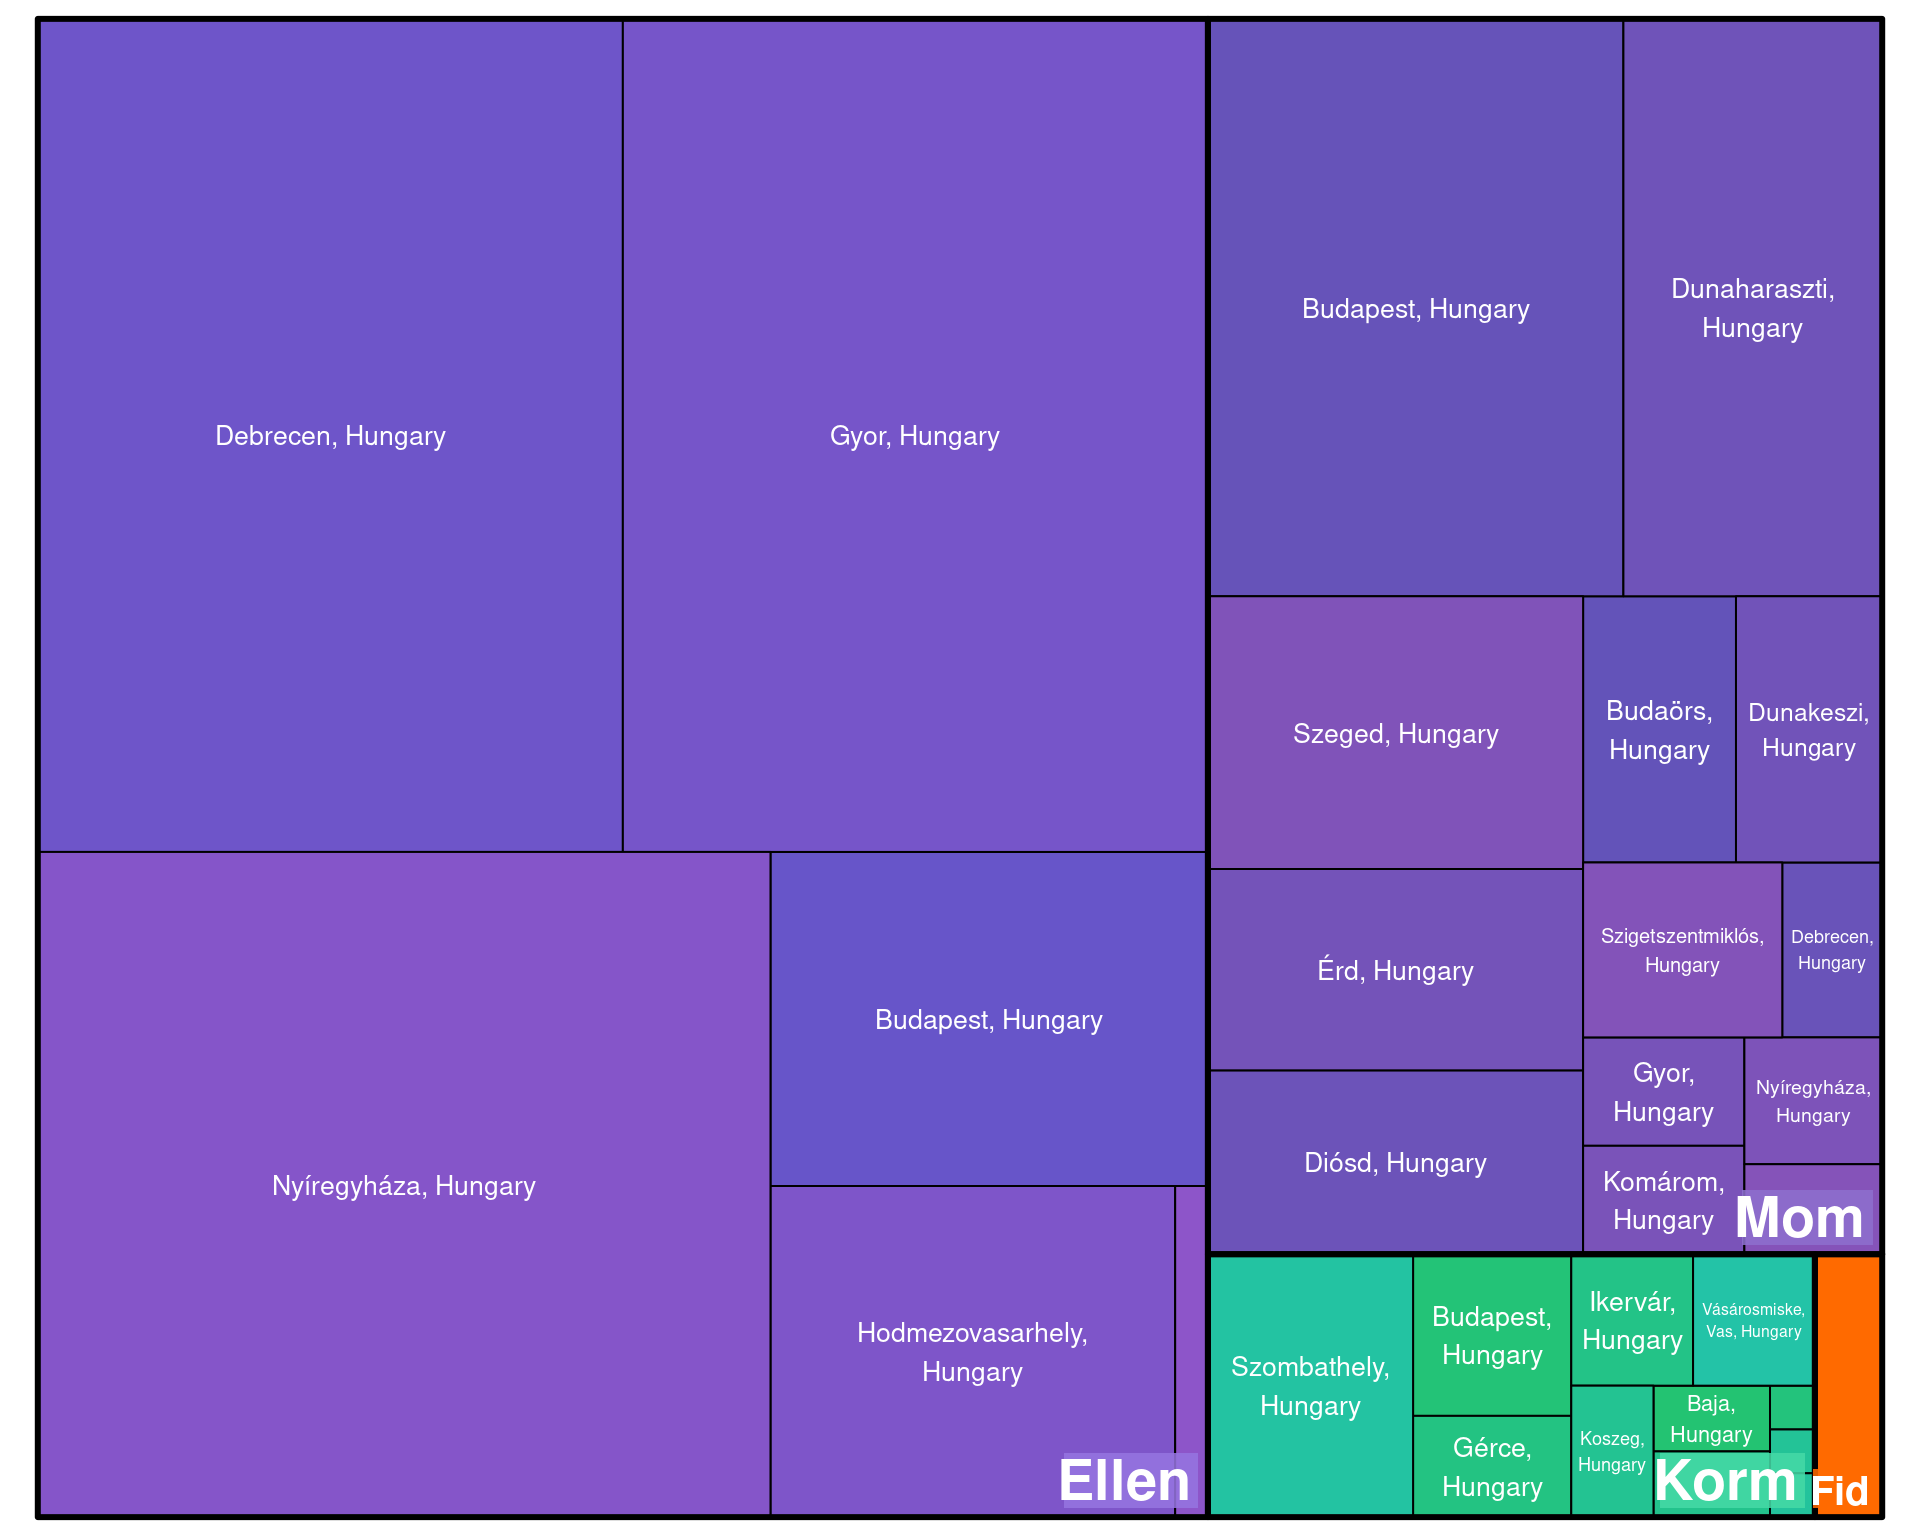 Debrecen, Hungary
Gyor, Hungary
Nyíregyháza, Hungary
Budapest, Hungary
Hodmezovasarhely,
Hungary
Ellen
Budapest, Hungary
Dunaharaszti,
Hungary
Szeged, Hungary
Budaörs,
Hungary
Dunakeszi,
Hungary
Érd, Hungary
Szigetszentmiklós,
Hungary
Debrecen,
Hungary
Diósd, Hungary
Gyor,
Hungary
Nyíregyháza,
Hungary
Komárom,
Hungary
Mom
Szombathely,
Hungary
Budapest,
Hungary
Gérce,
Hungary
Ikervár,
Hungary
Vásárosmiske,
Vas, Hungary
Koszeg,
Hungary
Baja,
Hungary
Korm
Fid